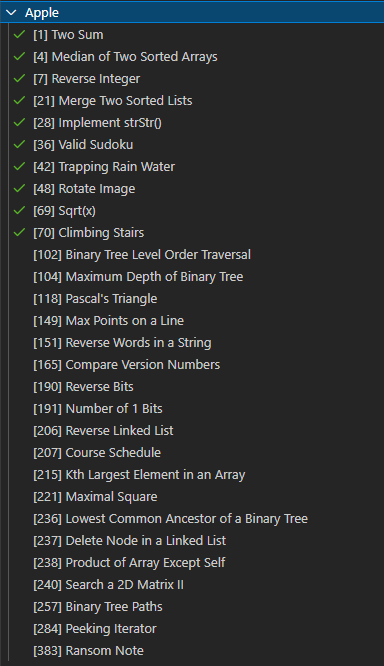 Apple
[1] Two Sum
[4] Median of Two Sorted Arrays
[7] Reverse Integer
[21] Merge Two Sorted Lists
[28] Implement strStr()
[36] Valid Sudoku
[42] Trapping Rain Water
[48] Rotate Image
[69] Sqrt(x)
[70] Climbing Stairs
[102] Binary Tree Level Order Traversal
[104] Maximum Depth of Binary Tree
[118] Pascal's Triangle
[149] Max Points on a Line
[151] Reverse Words in a String
[165] Compare Version Numbers
[190] Reverse Bits
[191] Number of 1 Bits
[206] Reverse Linked List
[207] Course Schedule
[215] Kth Largest Element in an Array
[221] Maximal Square
[236] Lowest Common Ancestor of a Binary Tree
[237] Delete Node in a Linked List
[238] Product of Array Except Self
[240] Search a 2D Matrix II
[257] Binary Tree Paths
[284] Peeking Iterator
[383] Ransom Note